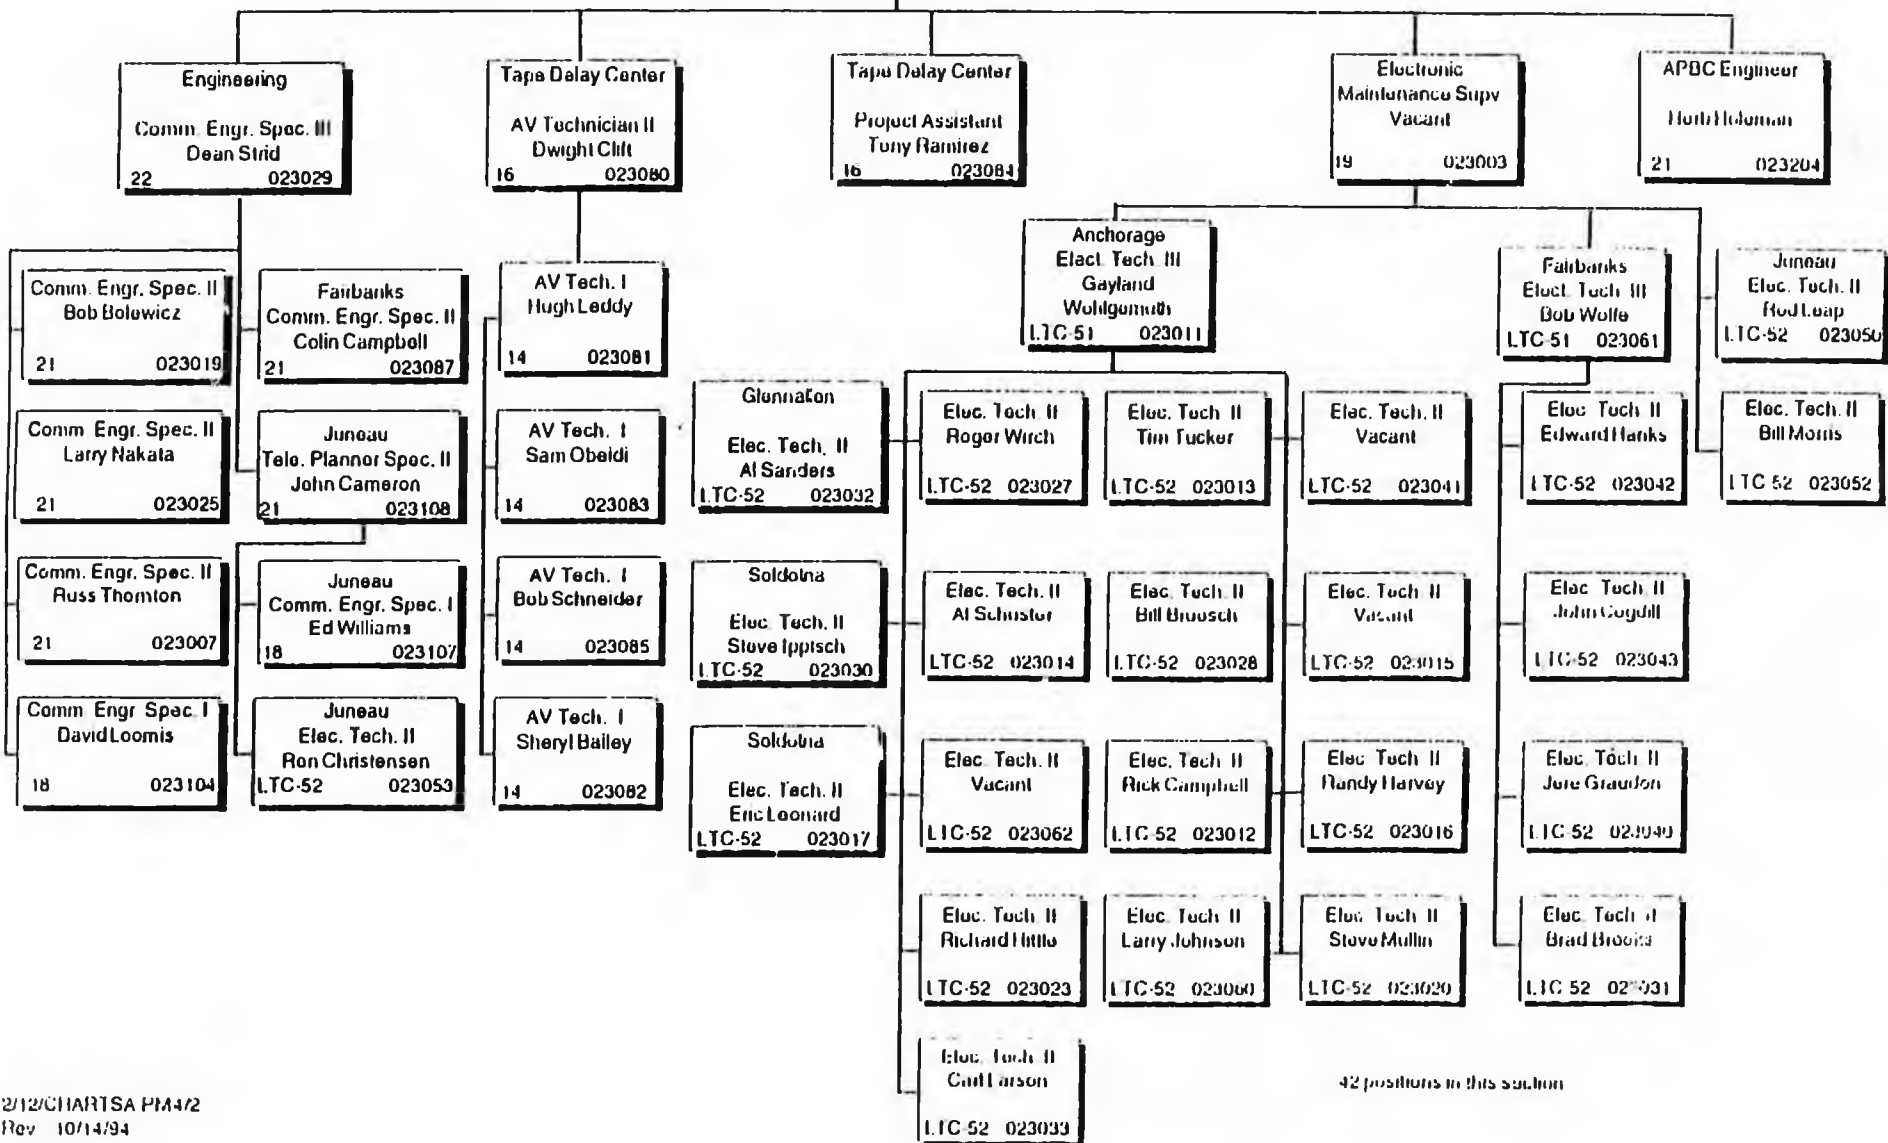 Engineering
Comm. Engr. Spec. III
Dean Strid
22 023029
Tape Delay Center
AV Technician II
Dwight Clift
16 023080
Tape Delay Center
Project Assistant
Tony Ramirez
16 023084
Electronic
Maintenance Supv
Vacant
19 023003
APBC Engineer
Herb Holeman
21 023204
Comm. Engr. Spec. II
Bob Bolewicz
21 023019
Fairbanks
Comm. Engr. Spec. II
Colin Campbell
21 023087
Comm. Engr. Spec. II
Larry Nakata
21 023025
Juneau
Tele. Planner Spec. II
John Cameron
21 023108
Comm. Engr. Spec. II
Russ Thornton
21 023007
Juneau
Comm. Engr. Spec. I
Ed Williams
18 023107
Comm. Engr Spec. I
David Loomis
18 023104
Juneau
Elec. Tech. II
Ron Christensen
LTC-52 023053
AV Tech. I
Hugh Leddy
14 023081
AV Tech. I
Sam Obeidi
14 023083
AV Tech. I
Bob Schneider
14 023085
AV Tech. I
Sheryl Bailey
14 023082
Anchorage
Elect. Tech. III
Gayland
Wohlgemuth
LTC-51 023011
Glennallen
Elec. Tech. II
Al Sanders
LTC-52 023032
Soldotna
Elec. Tech. II
Steve Ippisch
LTC-52 023030
Soldotna
Elec. Tech. II
Eric Leonard
LTC-52 023017
Elec. Tech. II
Roger Wirch
LTC-52 023027
Elec. Tech. II
Al Schuster
LTC-52 023014
Elec. Tech. II
Vacant
LTC-52 023062
Elec. Tech. II
Richard Hittle
LTC-52 023023
Elec. Tech. II
Carl Larson
LTC-52 023033
Elec. Tech. II
Tim Tucker
LTC-52 023013
Elec. Tech. II
Bill Bruosch
LTC-52 023028
Elec. Tech. II
Rick Campbell
LTC-52 023012
Elec. Tech. II
Larry Johnson
LTC-52 023060
Elec. Tech. II
Vacant
LTC-52 023041
Elec. Tech. II
Vacant
LTC-52 023015
Elec. Tech. II
Randy Harvey
LTC-52 023016
Elec. Tech. II
Steve Mullin
LTC-52 023020
Fairbanks
Elect. Tech. III
Bob Wolfe
LTC-51 023061
Elec. Tech. II
Edward Hanks
LTC-52 023042
Elec. Tech. II
John Cogdill
LTC-52 023043
Elec. Tech. II
Jere
LTC-52
Elec. Tech. II
Brad Brooks
LTC-52
Juneau
Elec. Tech. II
Rod Leap
LTC-52 023050
Elec. Tech. II
Bill Morris
LTC 52 023052
42 positions in this section
2/12/CHARTSA PM4/2
Rev 10/14/94